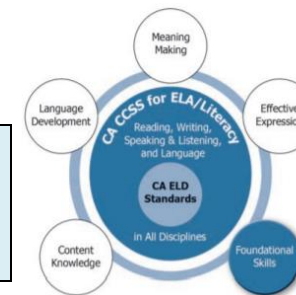 Meaning
Making
Language
Development
Effective
CA CCSS for ELA/Literacy
Reading, Writing,
Speaking & Listening,
and Language
CA ELD
Standards
in All Disciplines
Content
Knowledge
Foundational
Skills